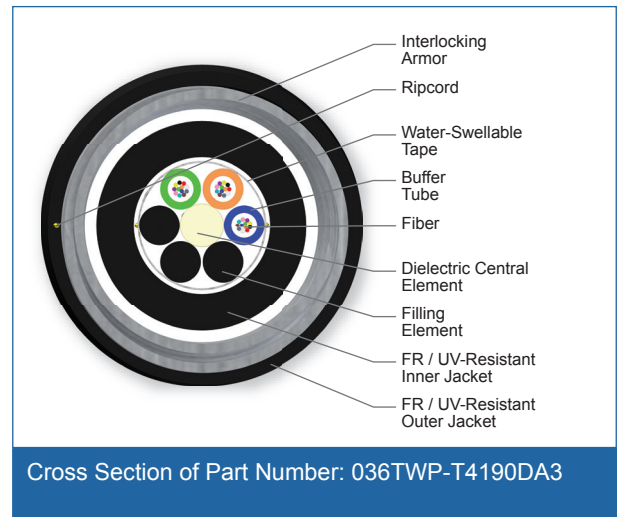 Interlocking
Armor
Ripcord
Water-Swellable
Tape
Buffer
Tube
Fiber
Dielectric Central
Element
Filling
Element
FR / UV-Resistant
Inner Jacket
FR / UV-Resistant
Outer Jacket
Cross Section of Part Number: 036TWP-T4190DA3